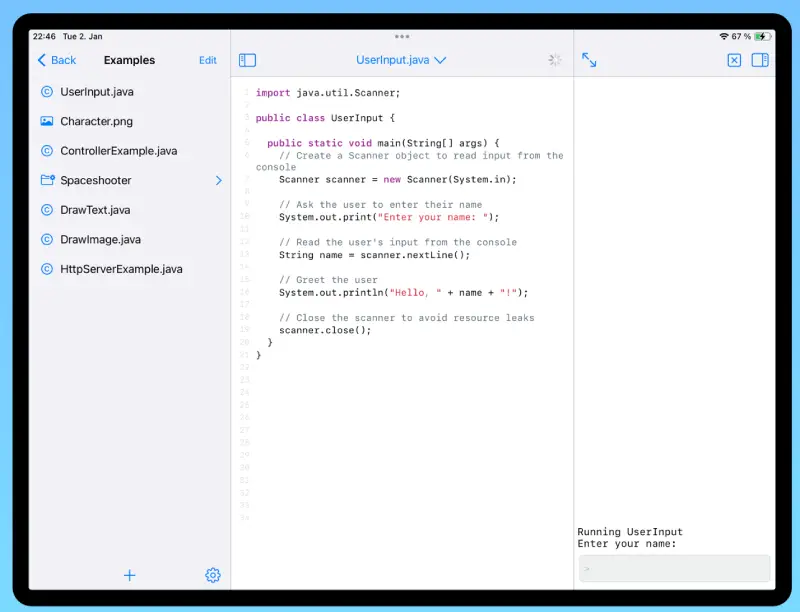 22:46 Tue 2. Jan
67 %
Back
Examples
Edit
UserInput.java
Character.png
ControllerExample.java
Spaceshooter
DrawText.java
DrawImage.java
HttpServerExample.java
UserInput.java
1 import java.util.Scanner;
2
3 public class UserInput {
4
5 public static void main(String[] args) {
6 // Create a Scanner object to read input from the
console
7 Scanner scanner = new Scanner(System.in);
8
9 // Ask the user to enter their name
10 System.out.print("Enter your name: ");
11
12 // Read the user's input from the console
13 String name = scanner.nextLine();
14
15 // Greet the user
16 System.out.println("Hello, " + name + "!");
17
18 // Close the scanner to avoid resource leaks
19 scanner.close();
20 }
21 }
22
23
24
25
26
27
28
29
30
31
32
33
34
Running UserInput
Enter your name:
>